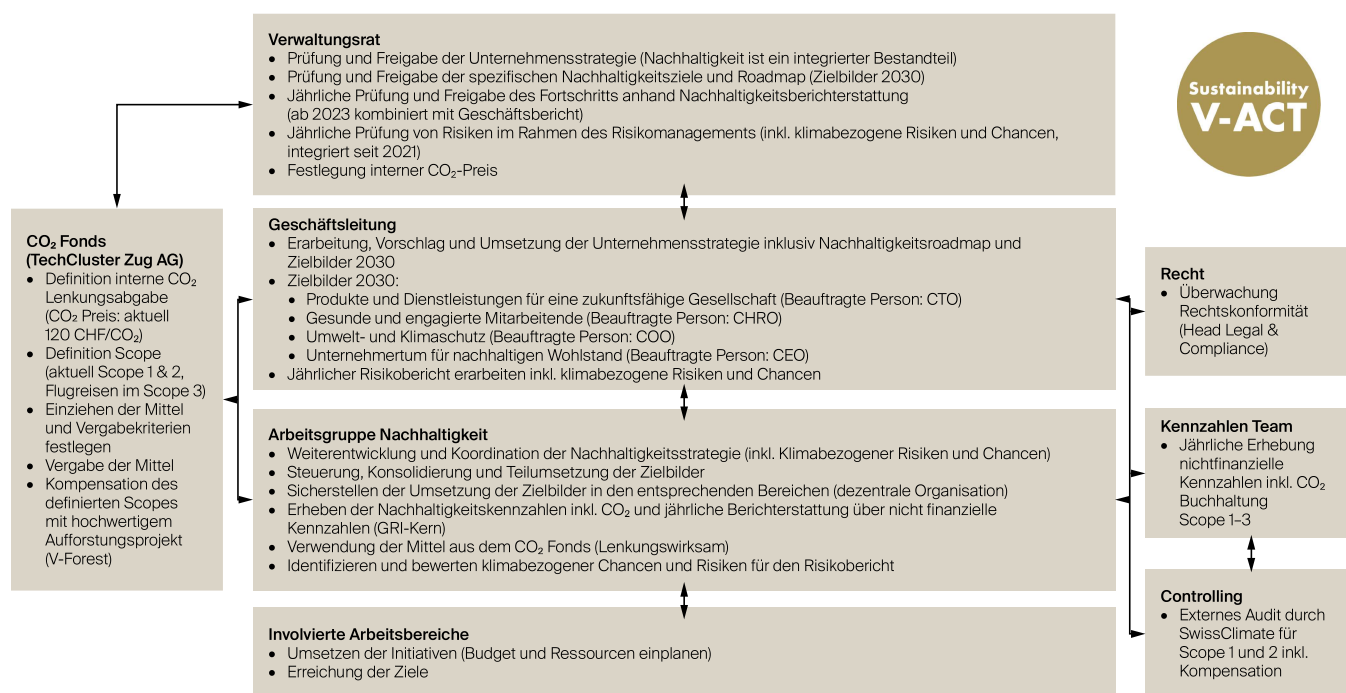 Verwaltungsrat
• Prüfung und Freigabe der Unternehmensstrategie (Nachhaltigkeit ist ein integrierter Bestandteil)
• Prüfung und Freigabe der spezifischen Nachhaltigkeitsziele und Roadmap (Zielbilder 2030)
• Jährliche Prüfung und Freigabe des Fortschritts anhand Nachhaltigkeitsberichterstattung
(ab 2023 kombiniert mit Geschäftsbericht)
• Jährliche Prüfung von Risiken im Rahmen des Risikomanagements (inkl. klimabezogene Risiken und Chancen,
integriert seit 2021)
• Festlegung interner CO₂-Preis
Sustainability
V-ACT
CO₂ Fonds
(TechCluster Zug AG)
• Definition interne CO₂
Lenkungsabgabe
(CO₂ Preis: aktuell
120 CHF/CO₂)
• Definition Scope
(aktuell Scope 1 & 2,
Flugreisen im Scope 3)
• Einziehen der Mittel
und Vergabekriterien
festlegen
• Vergabe der Mittel
• Kompensation des
definierten Scopes
mit hochwertigem
Aufforstungsprojekt
(V-Forest)
Geschäftsleitung
• Erarbeitung, Vorschlag und Umsetzung der Unternehmensstrategie inklusiv Nachhaltigkeitsroadmap und
Zielbilder 2030
• Zielbilder 2030:
• Produkte und Dienstleistungen für eine zukunftsfähige Gesellschaft (Beauftragte Person: CTO)
• Gesunde und engagierte Mitarbeitende (Beauftragte Person: CHRO)
• Umwelt- und Klimaschutz (Beauftragte Person: COO)
• Unternehmertum für nachhaltigen Wohlstand (Beauftragte Person: CEO)
• Jährlicher Risikobericht erarbeiten inkl. klimabezogene Risiken und Chancen
Arbeitsgruppe Nachhaltigkeit
• Weiterentwicklung und Koordination der Nachhaltigkeitsstrategie (inkl. Klimabezogener Risiken und Chancen)
• Steuerung, Konsolidierung und Teilumsetzung der Zielbilder
• Sicherstellen der Umsetzung der Zielbilder in den entsprechenden Bereichen (dezentrale Organisation)
• Erheben der Nachhaltigkeitskennzahlen inkl. CO₂ und jährliche Berichterstattung über nicht finanzielle
Kennzahlen (GRI-Kern)
• Verwendung der Mittel aus dem CO₂ Fonds (Lenkungswirksam)
• Identifizieren und bewerten klimabezogener Chancen und Risiken für den Risikobericht
Involvierte Arbeitsbereiche
• Umsetzen der Initiativen (Budget und Ressourcen einplanen)
• Erreichung der Ziele
Recht
• Überwachung
Rechtskonformität
(Head Legal &
Compliance)
Kennzahlen Team
• Jährliche Erhebung
nichtfinanzielle
Kennzahlen inkl. CO₂
Buchhaltung
Scope 1–3
Controlling
• Externes Audit durch
SwissClimate für
Scope 1 und 2 inkl.
Kompensation